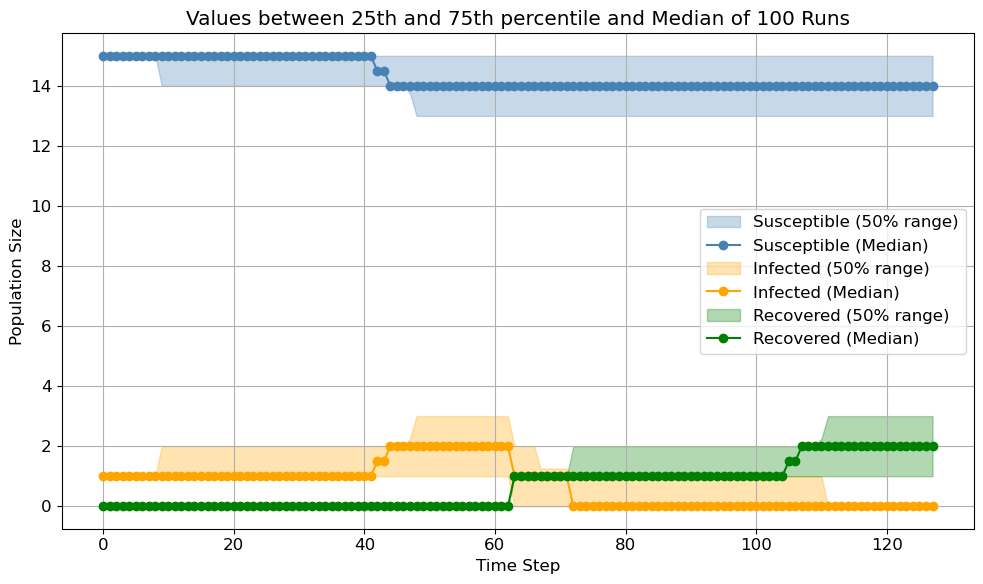 Values between 25th and 75th percentile and Median of 100 Runs
Population Size
14
12
10
8
6
4
2
0
Susceptible (50% range)
Susceptible (Median)
Infected (50% range)
Infected (Median)
Recovered (50% range)
Recovered (Median)
0 20 40 60 80 100 120
Time Step